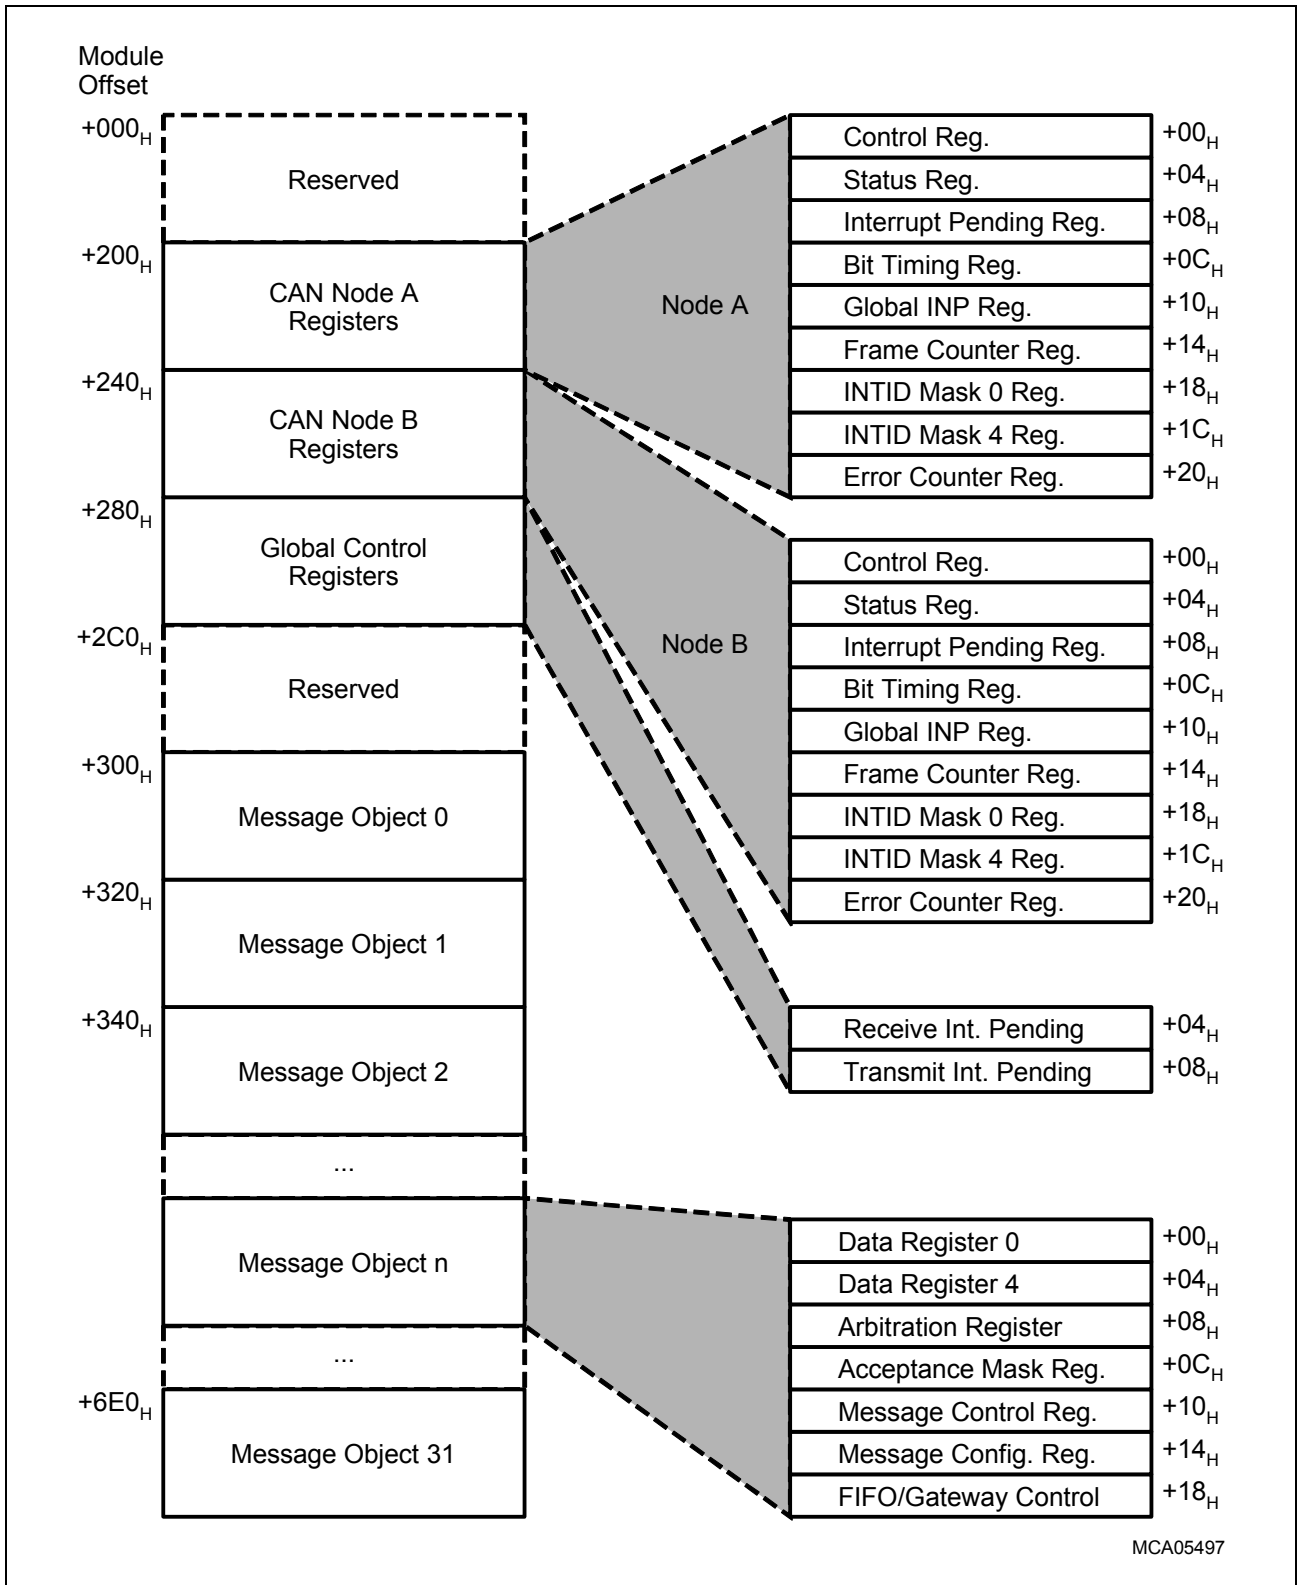 Module
Offset
+000H
Reserved
+200H
CAN Node A
Registers
+240H
CAN Node B
Registers
+280H
Global Control
Registers
+2C0H
Reserved
+300H
Message Object 0
+320H
Message Object 1
+340H
Message Object 2
...
Message Object n
...
+6E0H
Message Object 31
Node A
Control Reg. +00H
Status Reg. +04H
Interrupt Pending Reg. +08H
Bit Timing Reg. +0CH
Global INP Reg. +10H
Frame Counter Reg. +14H
INTID Mask 0 Reg. +18H
INTID Mask 4 Reg. +1CH
Error Counter Reg. +20H
Node B
Control Reg. +00H
Status Reg. +04H
Interrupt Pending Reg. +08H
Bit Timing Reg. +0CH
Global INP Reg. +10H
Frame Counter Reg. +14H
INTID Mask 0 Reg. +18H
INTID Mask 4 Reg. +1CH
Error Counter Reg. +20H
Receive Int. Pending +04H
Transmit Int. Pending +08H
Data Register 0 +00H
Data Register 4 +04H
Arbitration Register +08H
Acceptance Mask Reg. +0CH
Message Control Reg. +10H
Message Config. Reg. +14H
FIFO/Gateway Control +18H
MCA05497